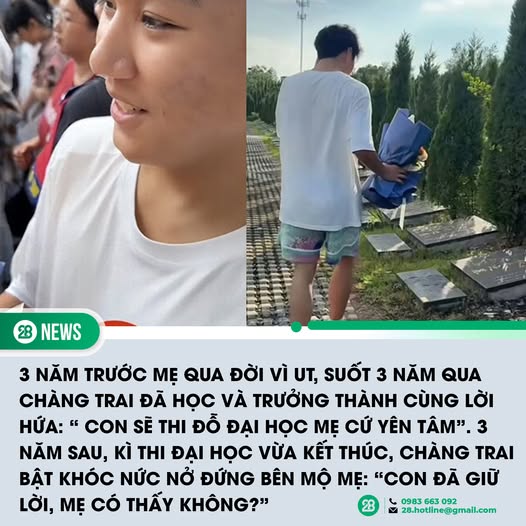 28 NEWS
3 NĂM TRƯỚC MẸ QUA ĐỜI VÌ UT, SUỐT 3 NĂM QUA
CHÀNG TRAI ĐÃ HỌC VÀ TRƯỞNG THÀNH CÙNG LỜI
HỨA: “ CON SẼ THI ĐỖ ĐẠI HỌC MẸ CỨ YÊN TÂM”. 3
NĂM SAU, KÌ THI ĐẠI HỌC VỪA KẾT THÚC, CHÀNG TRAI
BẬT KHÓC NỨC NỞ ĐỨNG BÊN MỘ MẸ: “CON ĐÃ GIỮ
LỜI, MẸ CÓ THẤY KHÔNG?”
28
0983 663 092
28.hotline@gmail.com